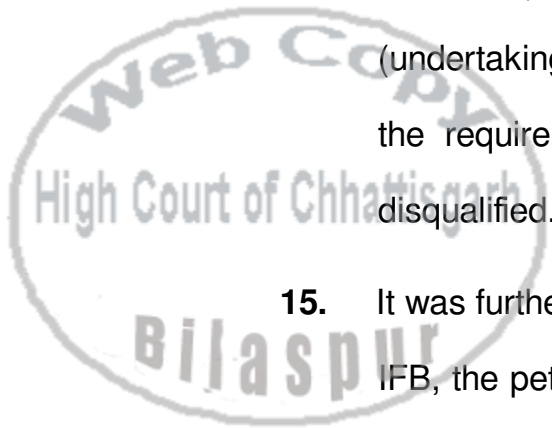 Web Copy
(undertaking
the require
High Court of Chhattisgarh
disqualified.
15. It was furthe
Bilaspur
IFB, the pet